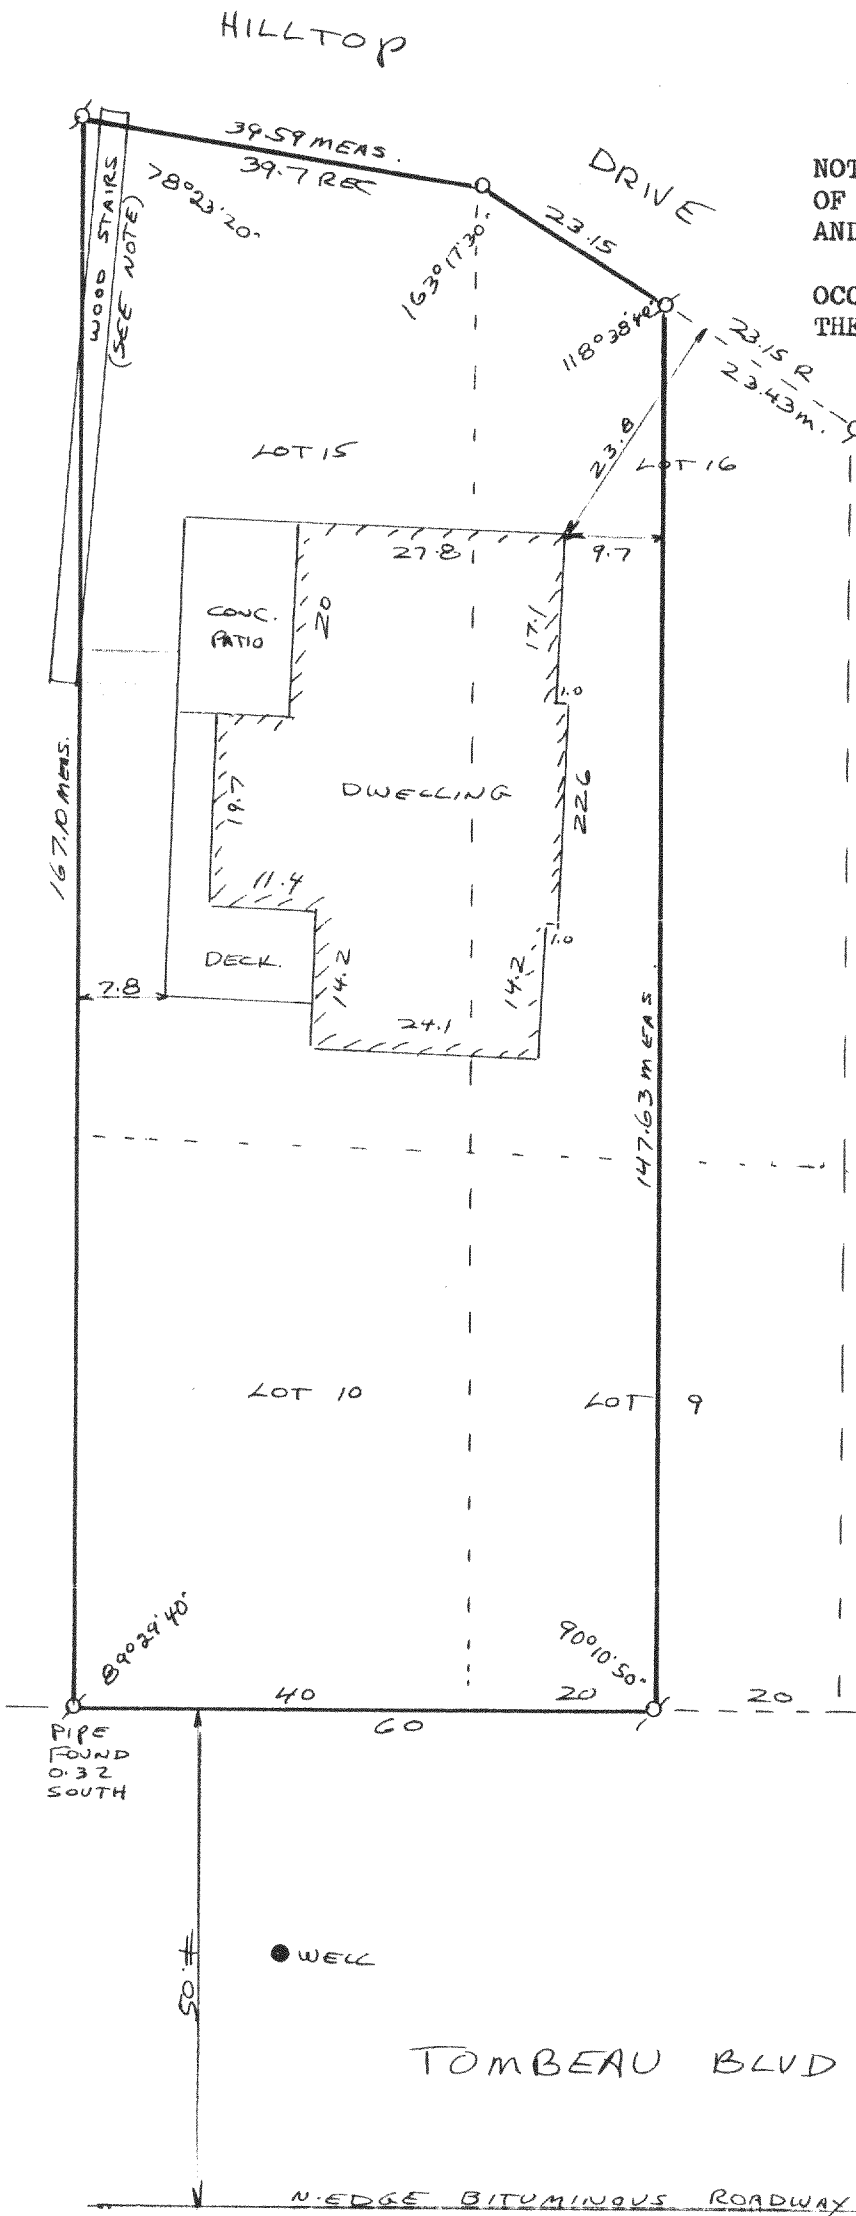 HILLTOP
DRIVE
39.59 MEAS.
39.7 REC
23.15
NOT
OF
AND
OCC
THE
WOOD STAIRS
(SEE NOTE)
78°23'20"
163°17'30"
118°38'40"
23.15 R
23.43 m.
23.8
LOT 15
LOT 16
27.8
9.7
CONC.
PATIO
20
17.1
1.0
DWELLING
22.6
19.7
167.10 MEAS.
11.4
1.0
DECK.
14.2
14.2
7.8
24.1
147.63 MEAS.
LOT 10
LOT 9
89°29'40"
90°10'50"
40
20
20
60
PIPE
FOUND
0.32
SOUTH
50 ±
WELL
TOMBEAU BLVD
N. EDGE BITUMINOUS ROADWAY